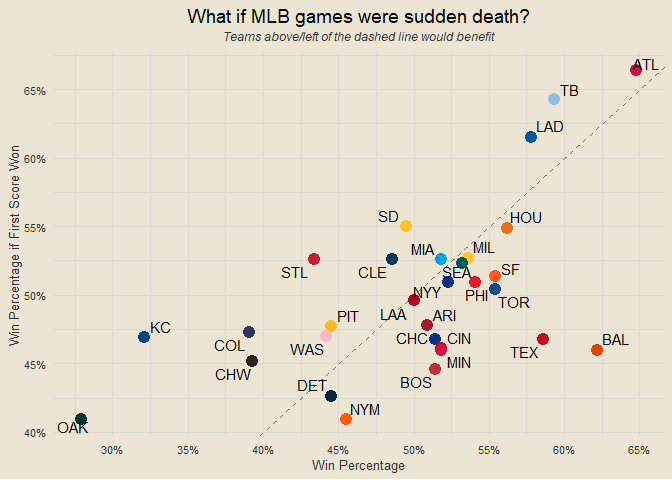 What if MLB games were sudden death?
Teams above/left of the dashed line would benefit
Win Percentage if First Score Won
65%
60%
55%
50%
45%
40%
ATL
TB
LAD
SD
HOU
MIA
MIL
STL
CLE
SEA
SF
NYY
PHI
TOR
LAA
ARI
PIT
KC
COL
WAS
CHC
CIN
TEX
BAL
CHW
MIN
BOS
DET
NYM
OAK
30%
35%
40%
45%
50%
55%
60%
65%
Win Percentage